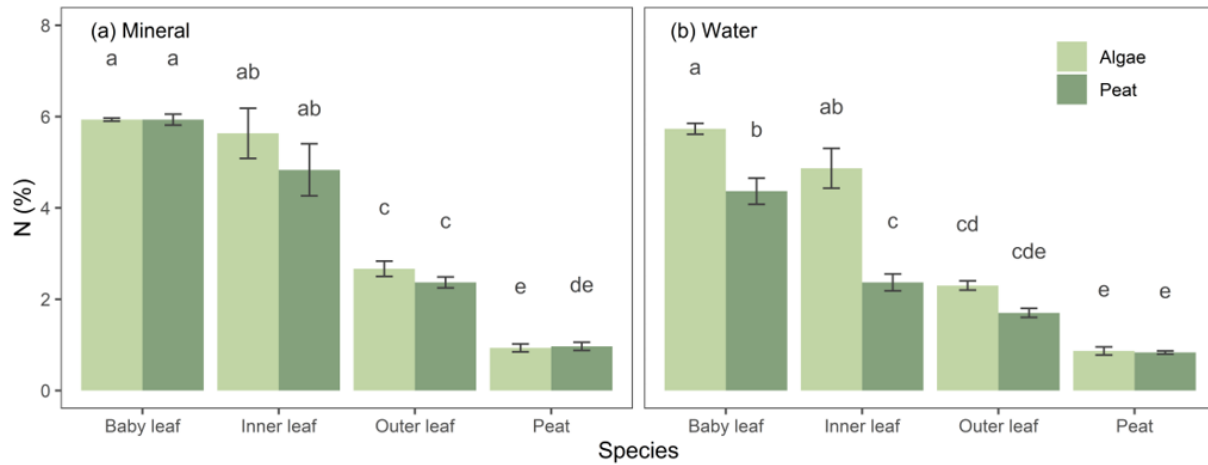 (a) Mineral
(b) Water
8
6
4
2
0
N (%)
a a ab ab c c e de
a b ab c cd cde e e
Algae
Peat
Baby leaf Inner leaf Outer leaf Peat
Baby leaf Inner leaf Outer leaf Peat
Species